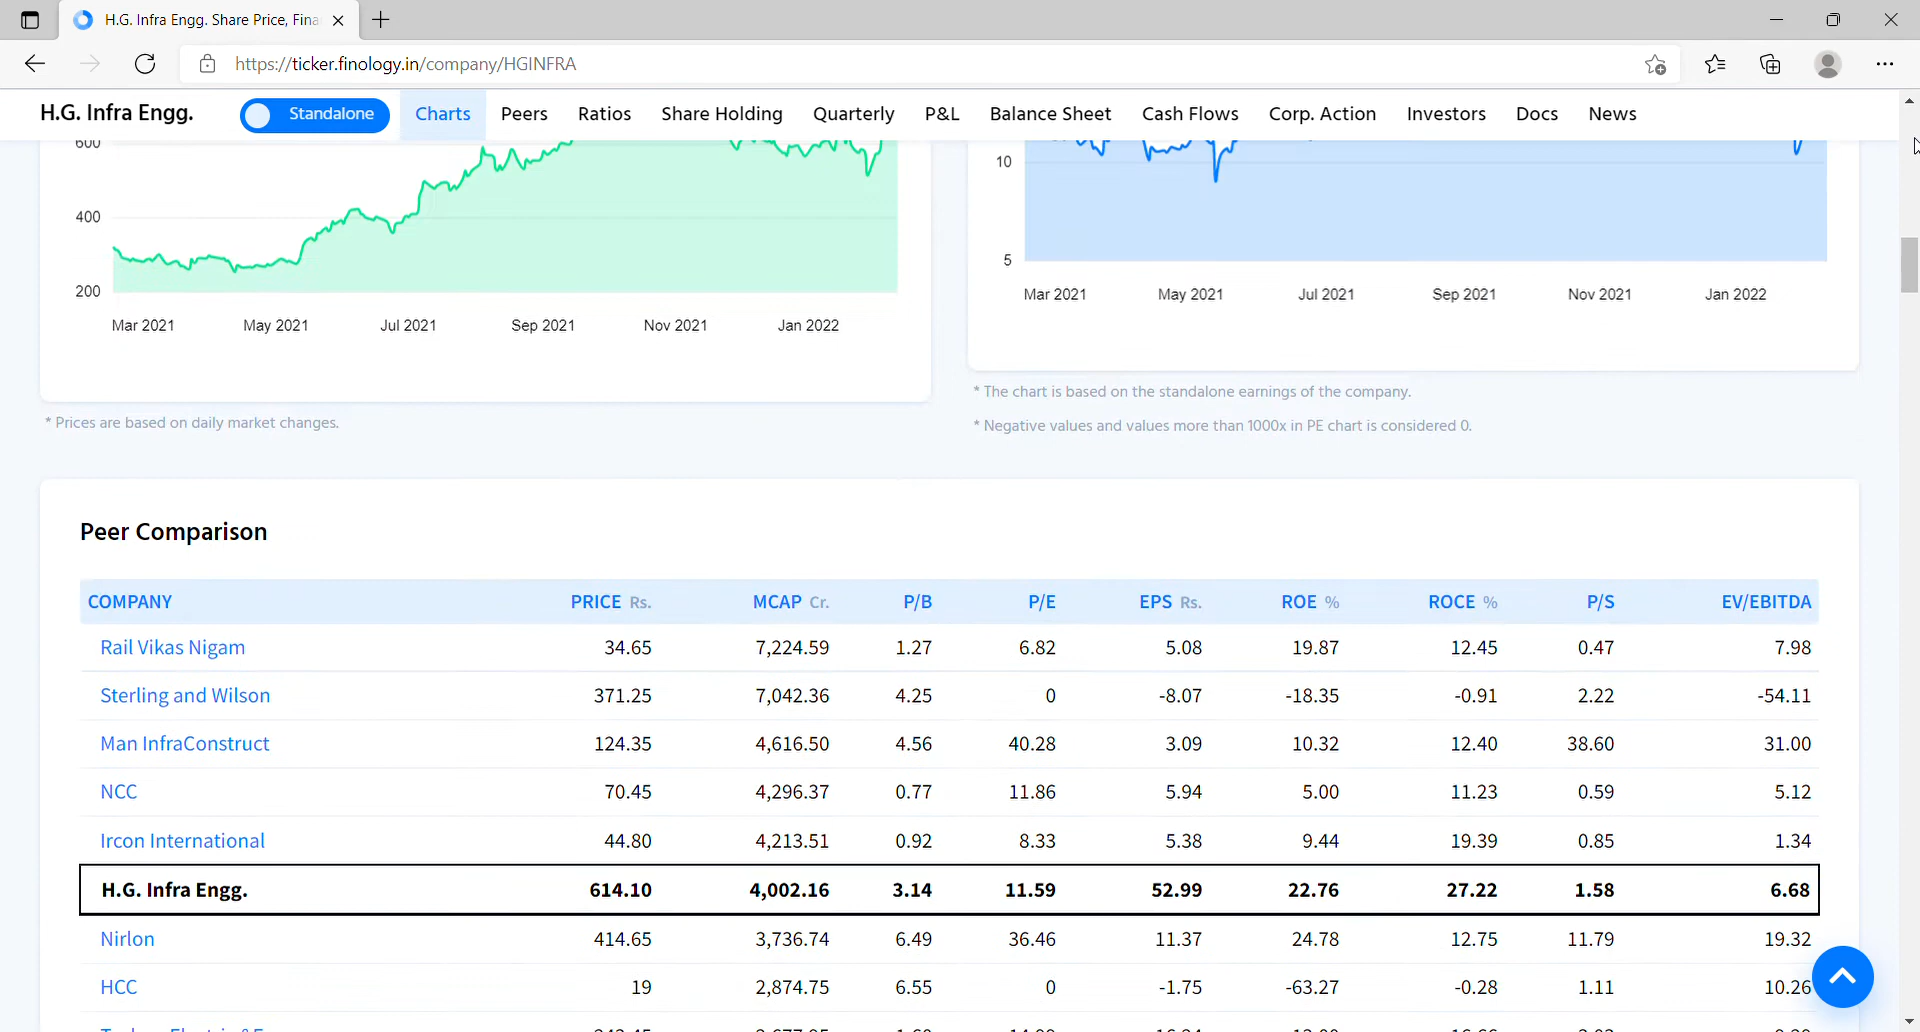 H.G. Infra Engg. Share Price, Fina
https://ticker.finology.in/company/HGINFRA
H.G. Infra Engg. Standalone Charts Peers Ratios Share Holding Quarterly P&L Balance Sheet Cash Flows Corp. Action Investors Docs News
600
400
200
Mar 2021 May 2021 Jul 2021 Sep 2021 Nov 2021 Jan 2022
* Prices are based on daily market changes.
10
5
Mar 2021 May 2021 Jul 2021 Sep 2021 Nov 2021 Jan 2022
* The chart is based on the standalone earnings of the company.
* Negative values and values more than 1000x in PE chart is considered 0.
Peer Comparison
COMPANY PRICE Rs. MCAP Cr. P/B P/E EPS Rs. ROE % ROCE % P/S EV/EBITDA
Rail Vikas Nigam 34.65 7,224.59 1.27 6.82 5.08 19.87 12.45 0.47 7.98
Sterling and Wilson 371.25 7,042.36 4.25 0 -8.07 -18.35 -0.91 2.22 -54.11
Man InfraConstruct 124.35 4,616.50 4.56 40.28 3.09 10.32 12.40 38.60 31.00
NCC 70.45 4,296.37 0.77 11.86 5.94 5.00 11.23 0.59 5.12
Ircon International 44.80 4,213.51 0.92 8.33 5.38 9.44 19.39 0.85 1.34
H.G. Infra Engg. 614.10 4,002.16 3.14 11.59 52.99 22.76 27.22 1.58 6.68
Nirlon 414.65 3,736.74 6.49 36.46 11.37 24.78 12.75 11.79 19.32
HCC 19 2,874.75 6.55 0 -1.75 -63.27 -0.28 1.11 10.26